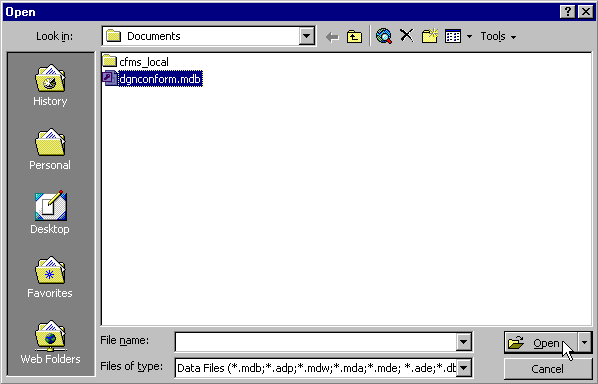 Open
Look in:
Documents
Tools
History
Personal
Desktop
Favorites
Web Folders
cfms_local
dgnconform.mdb
File name:
Open
Files of type:
Data Files (*.mdb;*.adp;*.mdw;*.mda;*.mde; *.ade;*.db
Cancel